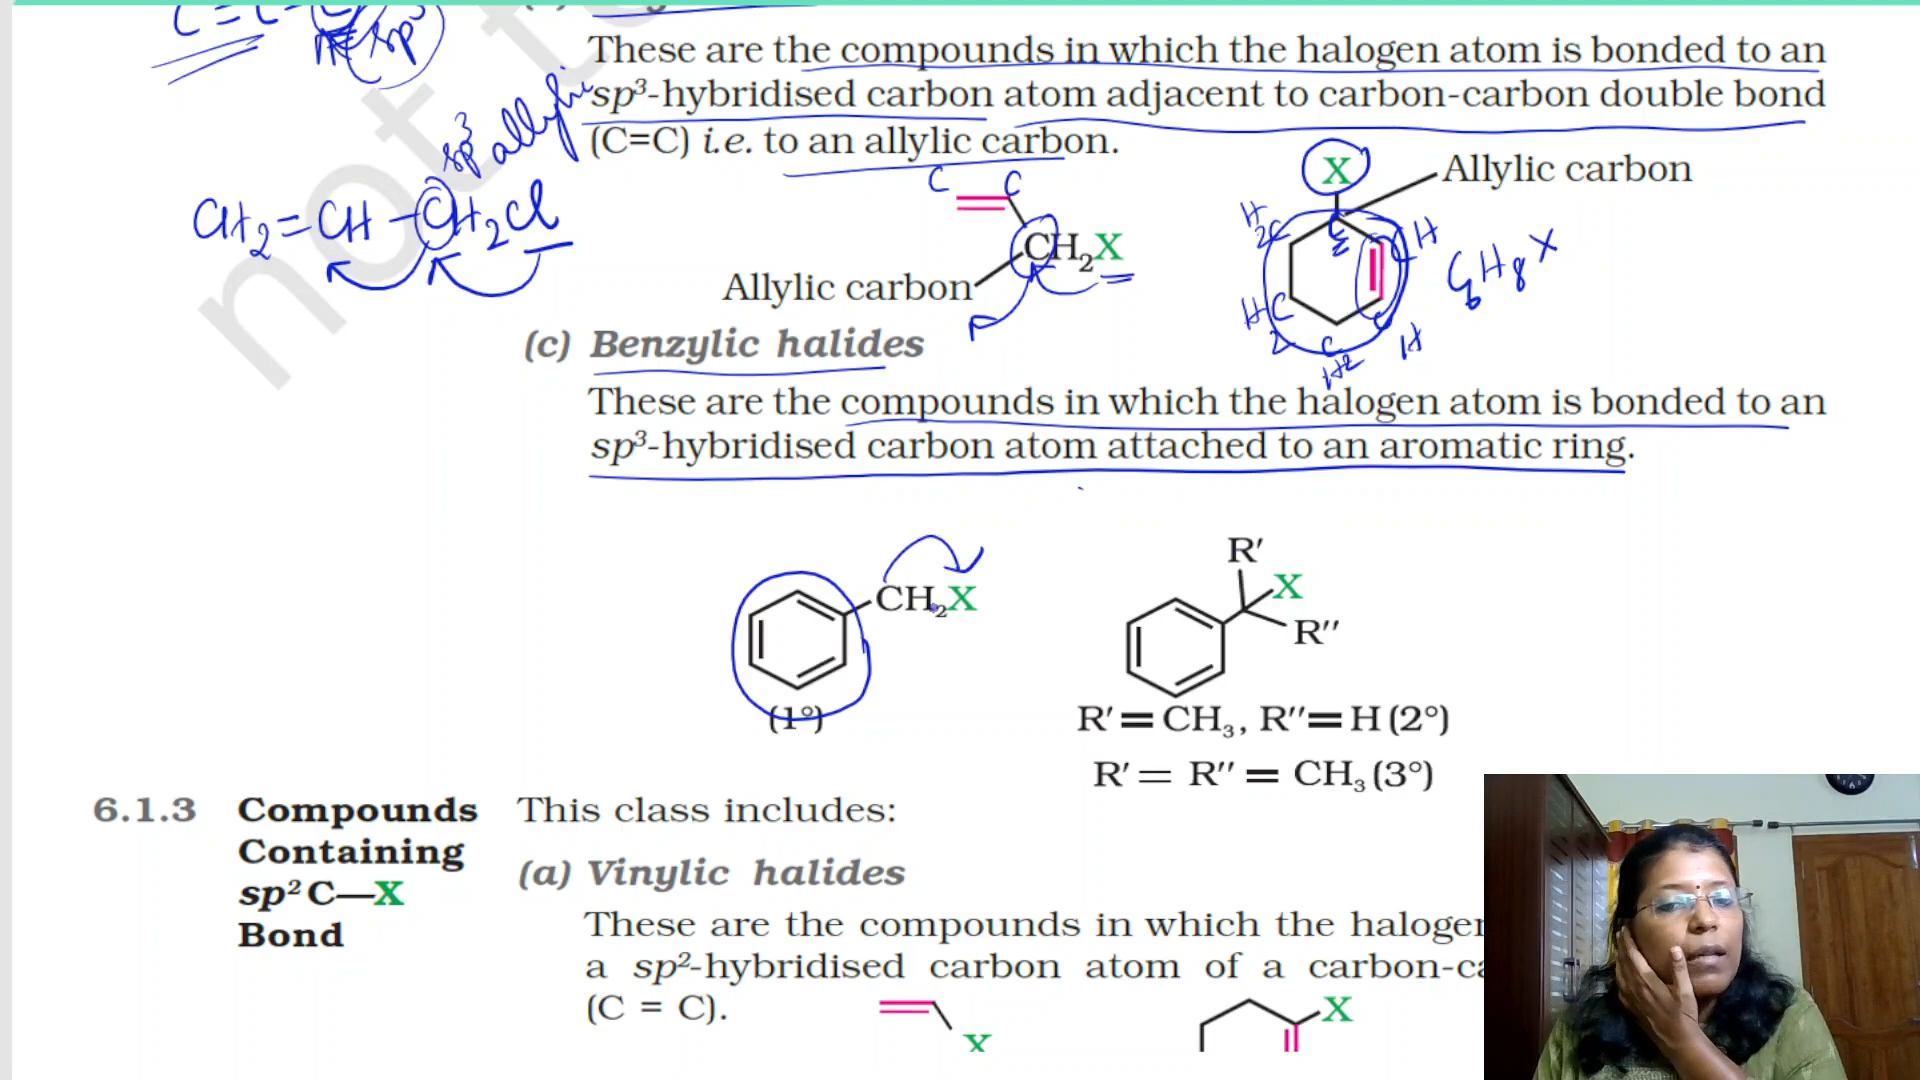 These are the compounds in which the halogen atom is bonded to an
sp³-hybridised carbon atom adjacent to carbon-carbon double bond
(C=C) i.e. to an allylic carbon.
sp³ allylic
CH₂=CH-CH₂Cl
C C
CH₂X
Allylic carbon
X
Allylic carbon
C₆H₈X
(c) Benzylic halides
These are the compounds in which the halogen atom is bonded to an
sp³-hybridised carbon atom attached to an aromatic ring.
CH₂X
(1°)
R′
X
R″
R′ = CH₃, R″ = H (2°)
R′ = R″ = CH₃ (3°)
6.1.3 Compounds
Containing
sp² C—X
Bond
This class includes:
(a) Vinylic halides
These are the compounds in which the halogen
a sp²-hybridised carbon atom of a
(C = C).
X
X
not